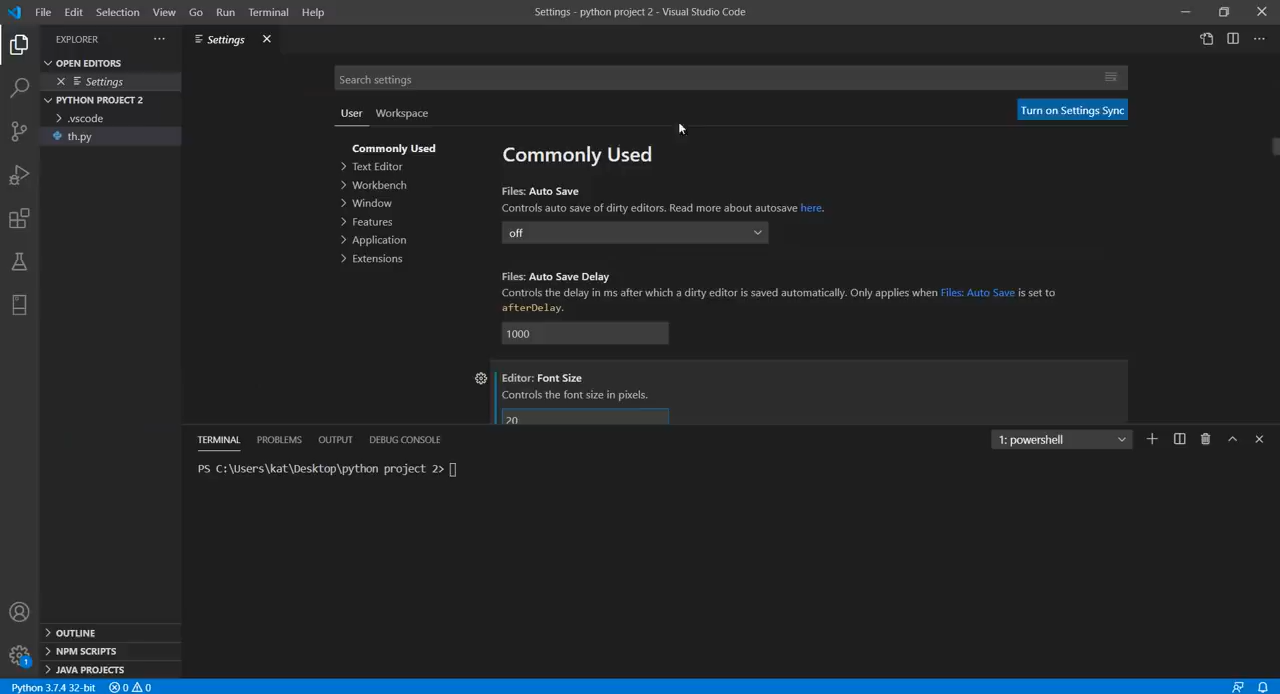 File Edit Selection View Go Run Terminal Help
Settings - python project 2 - Visual Studio Code
EXPLORER
Settings
OPEN EDITORS
Settings
PYTHON PROJECT 2
.vscode
th.py
Search settings
User Workspace
Turn on Settings Sync
Commonly Used
Text Editor
Workbench
Window
Features
Application
Extensions
Commonly Used
Files: Auto Save
Controls auto save of dirty editors. Read more about autosave here.
off
Files: Auto Save Delay
Controls the delay in ms after which a dirty editor is saved automatically. Only applies when Files: Auto Save is set to
afterDelay.
1000
Editor: Font Size
Controls the font size in pixels.
20
TERMINAL PROBLEMS OUTPUT DEBUG CONSOLE
1: powershell
PS C:\Users\kat\Desktop\python project 2>
OUTLINE
NPM SCRIPTS
JAVA PROJECTS
1
Python 3.7.4 32-bit 0 0